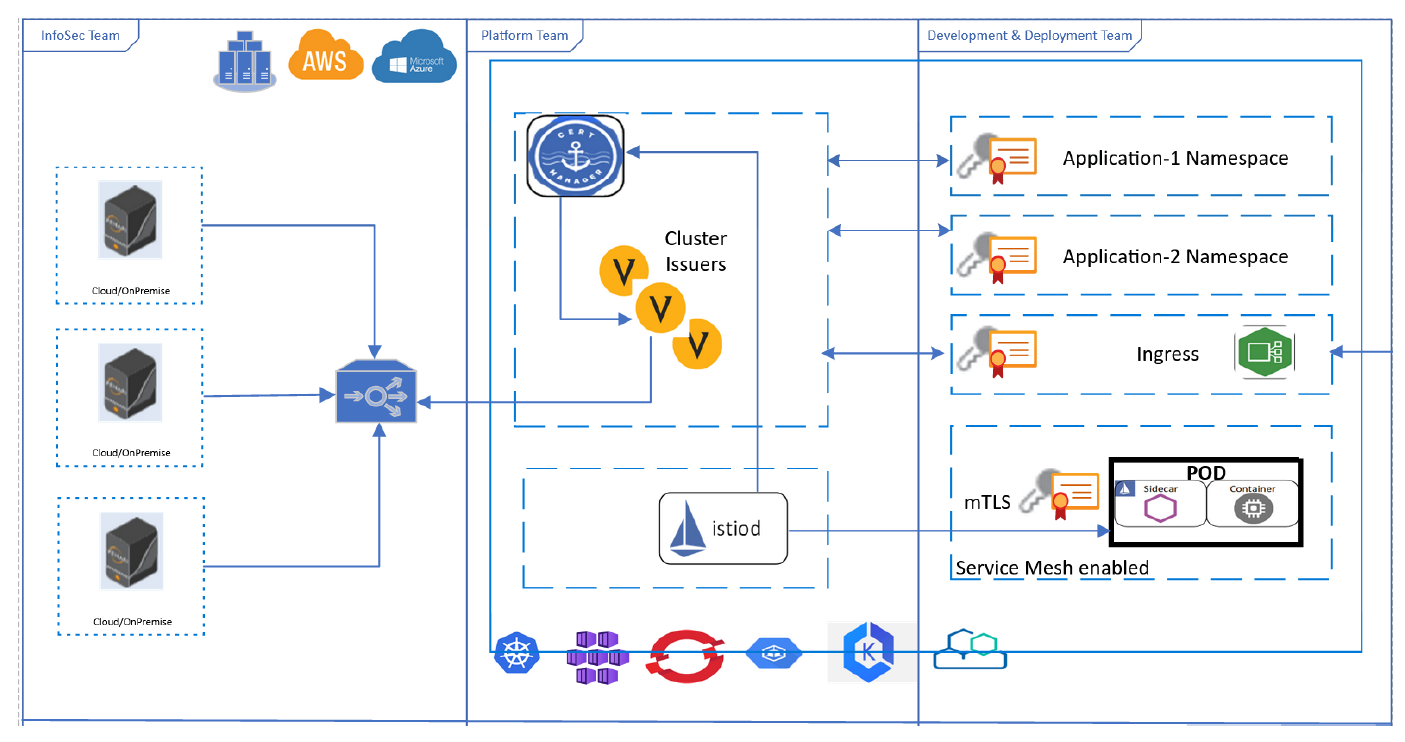 InfoSec Team
Platform Team
Development & Deployment Team
AWS
Microsoft
Azure
CERT
MANAGER
Application-1 Namespace
Cluster
Issuers
Application-2 Namespace
Cloud/OnPremise
Ingress
Cloud/OnPremise
POD
Sidecar
Container
mTLS
istiod
Service Mesh enabled
Cloud/OnPremise
K